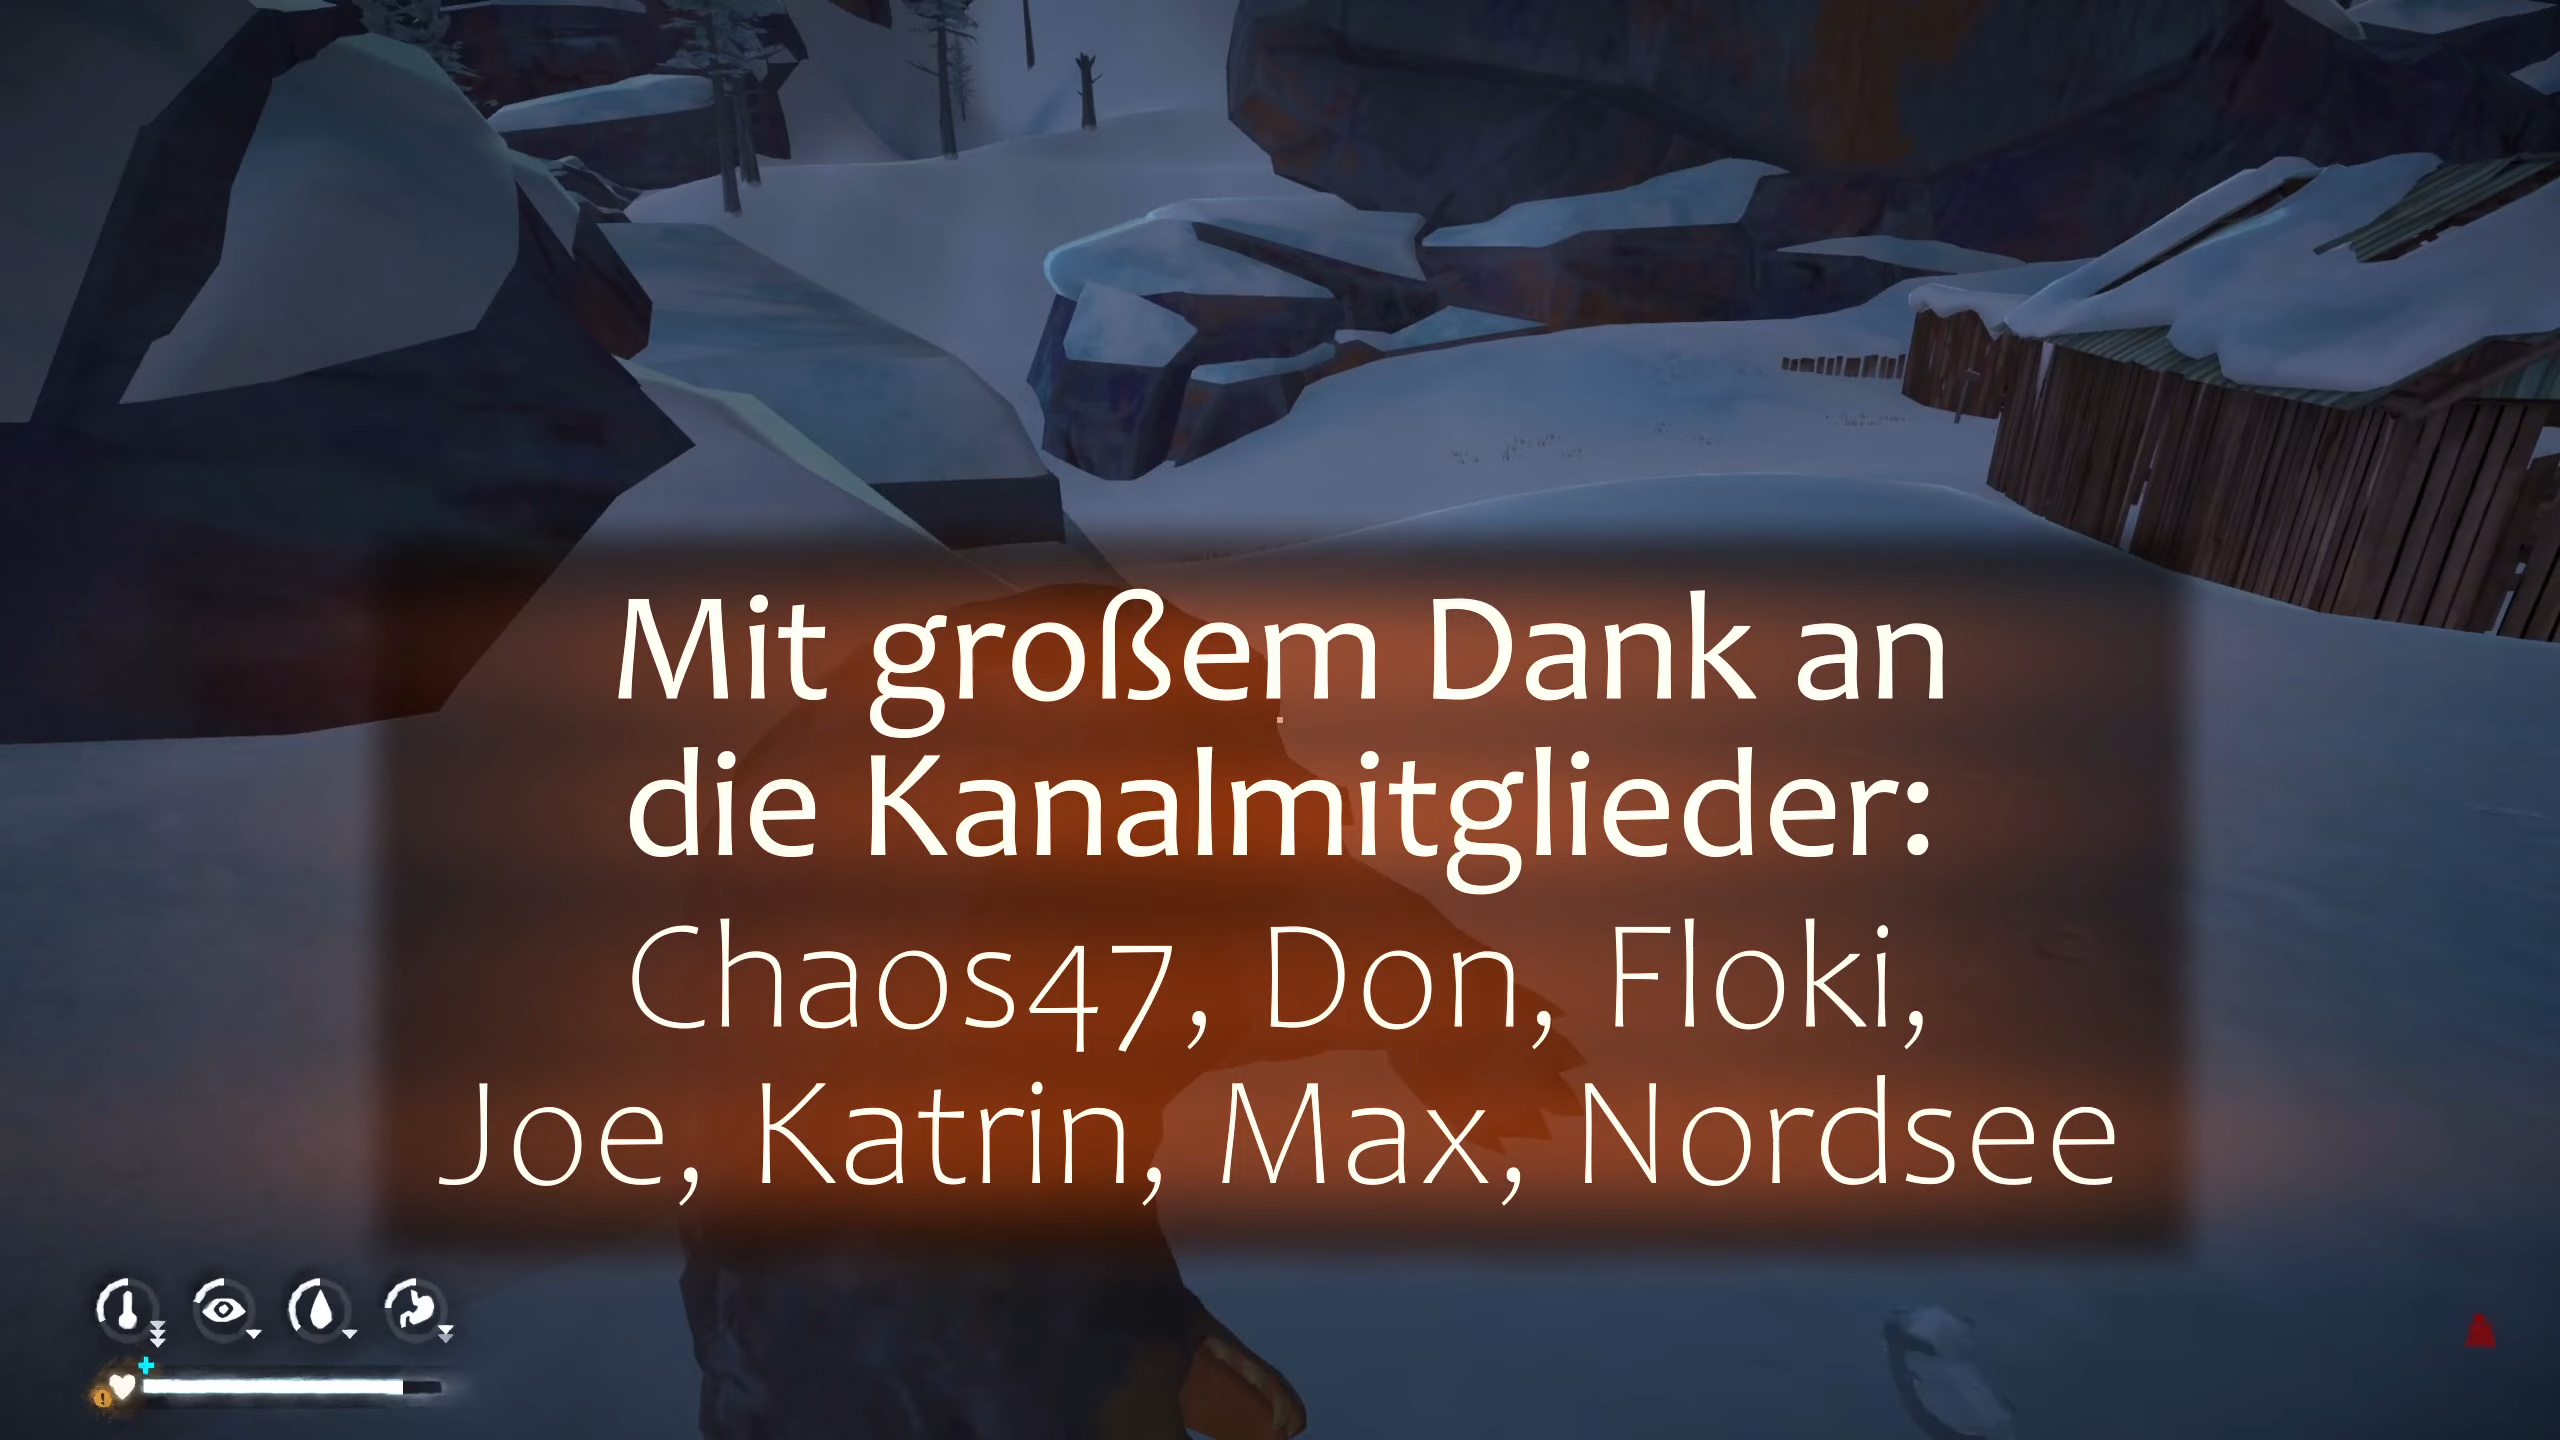 Mit großem Dank an
die Kanalmitglieder:
Chaos47, Don, Floki,
Joe, Katrin, Max, Nordsee